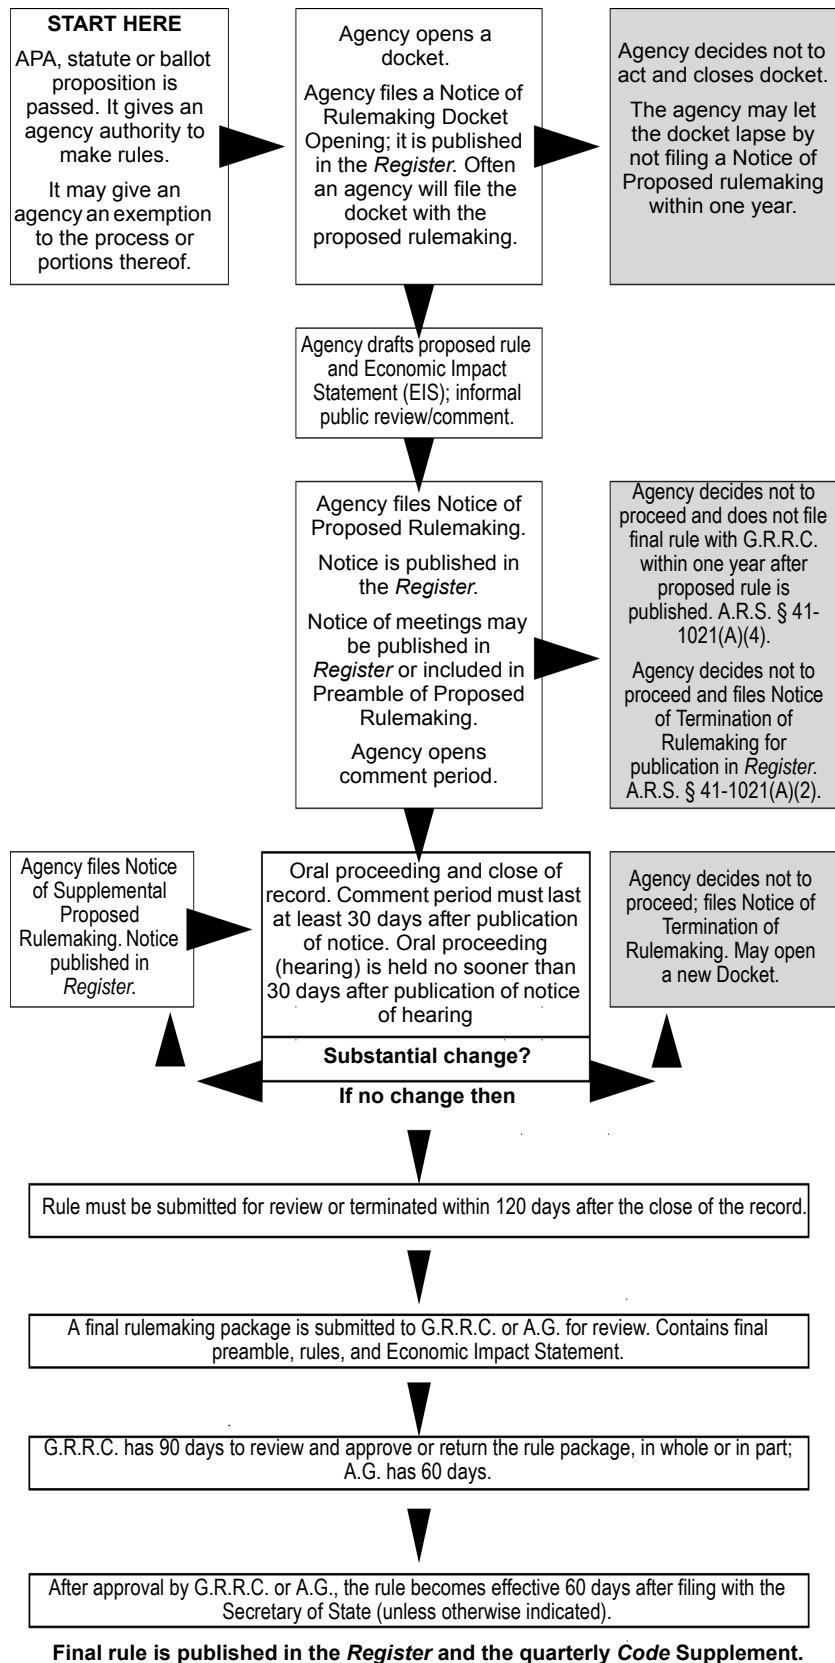 START HERE
APA, statute or ballot
proposition is
passed. It gives an
agency authority to
make rules.
It may give an
agency an exemption
to the process or
portions thereof.
Agency opens a
docket.
Agency files a Notice of
Rulemaking Docket
Opening; it is published
in the Register. Often
an agency will file the
docket with the
proposed rulemaking.
Agency decides not to
act and closes docket.
The agency may let
the docket lapse by
not filing a Notice of
Proposed rulemaking
within one year.
Agency drafts proposed rule
and Economic Impact
Statement (EIS); informal
public review/comment.
Agency files Notice of
Proposed Rulemaking.
Notice is published in
the Register.
Notice of meetings may
be published in
Register or included in
Preamble of Proposed
Rulemaking.
Agency opens
comment period.
Agency decides not to
proceed and does not file
final rule with G.R.R.C.
within one year after
proposed rule is
published. A.R.S. § 41-
1021(A)(4).
Agency decides not to
proceed and files Notice
of Termination of
Rulemaking for
publication in Register.
A.R.S. § 41-1021(A)(2).
Agency files Notice
of Supplemental
Proposed
Rulemaking. Notice
published in
Register.
Oral proceeding and close of
record. Comment period must last
at least 30 days after publication
of notice. Oral proceeding
(hearing) is held no sooner than
30 days after publication of notice
of hearing
Agency decides not to
proceed; files Notice of
Termination of
Rulemaking. May open
a new Docket.
Substantial change?
If no change then
Rule must be submitted for review or terminated within 120 days after the close of the record.
A final rulemaking package is submitted to G.R.R.C. or A.G. for review. Contains final
preamble, rules, and Economic Impact Statement.
G.R.R.C. has 90 days to review and approve or return the rule package, in whole or in part;
A.G. has 60 days.
After approval by G.R.R.C. or A.G., the rule becomes effective 60 days after filing with the
Secretary of State (unless otherwise indicated).
Final rule is published in the Register and the quarterly Code Supplement.